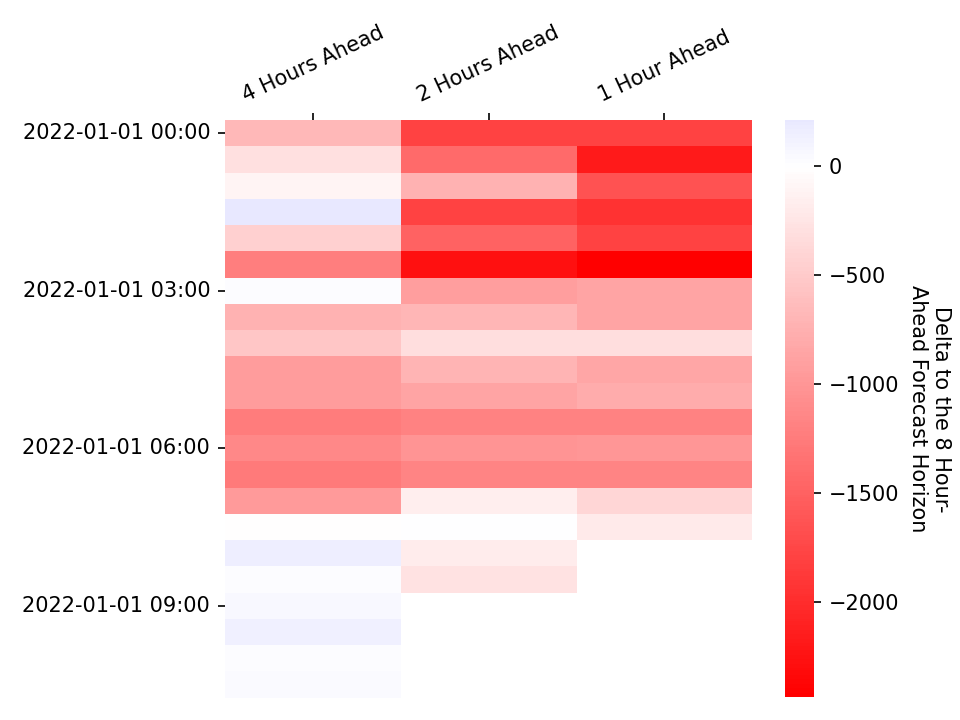 4 Hours Ahead
2 Hours Ahead
1 Hour Ahead
2022-01-01 00:00
2022-01-01 03:00
2022-01-01 06:00
2022-01-01 09:00
0
−500
−1000
−1500
−2000
Delta to the 8 Hour-
Ahead Forecast Horizon